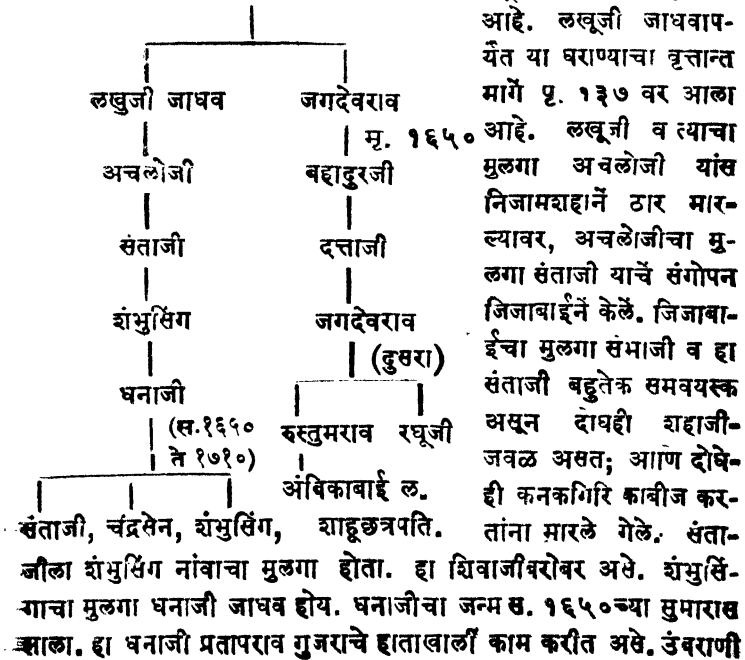 लखुजी जाधव जगदेवराव
मृ. १६५०
अचलोजी बहादुरजी
संताजी दत्ताजी
शंभुसिंग जगदेवराव
(दुसरा)
धनाजी
(स.१६५० रुस्तुमराव रघूजी
ते १७१०)
अंबिकाबाई ल.
संताजी, चंद्रसेन, शंभुसिंग, शाहूछत्रपति.
आहे. लखूजी जाधवाप-
र्यंत या घराण्याचा वृत्तान्त
मागें पृ. १३७ वर आला
आहे. लखूजी व त्याचा
मुलगा अचलोजी यांस
निजामशहानें ठार मार-
ल्यावर, अचलोजीचा मु-
लगा संताजी याचें संगोपन
जिजाबाईनें केलें. जिजाबा-
ईचा मुलगा संभाजी व हा
संताजी बहुतेक समवयस्क
असून दोघही शहाजी-
जवळ असत; आणि दोघे-
ही कनकगिरि काबीज कर-
तांना मारले गेले. संता-
जीला शंभुसिंग नांवाचा मुलगा होता. हा शिवाजीबरोबर असे. शंभुसिं-
गाचा मुलगा धनाजी जाधव होय. धनाजीचा जन्म स. १६५०च्या सुमारास
झाला. हा धनाजी प्रतापराव गुजराचे हाताखालीं काम करीत असे. उंबराणी